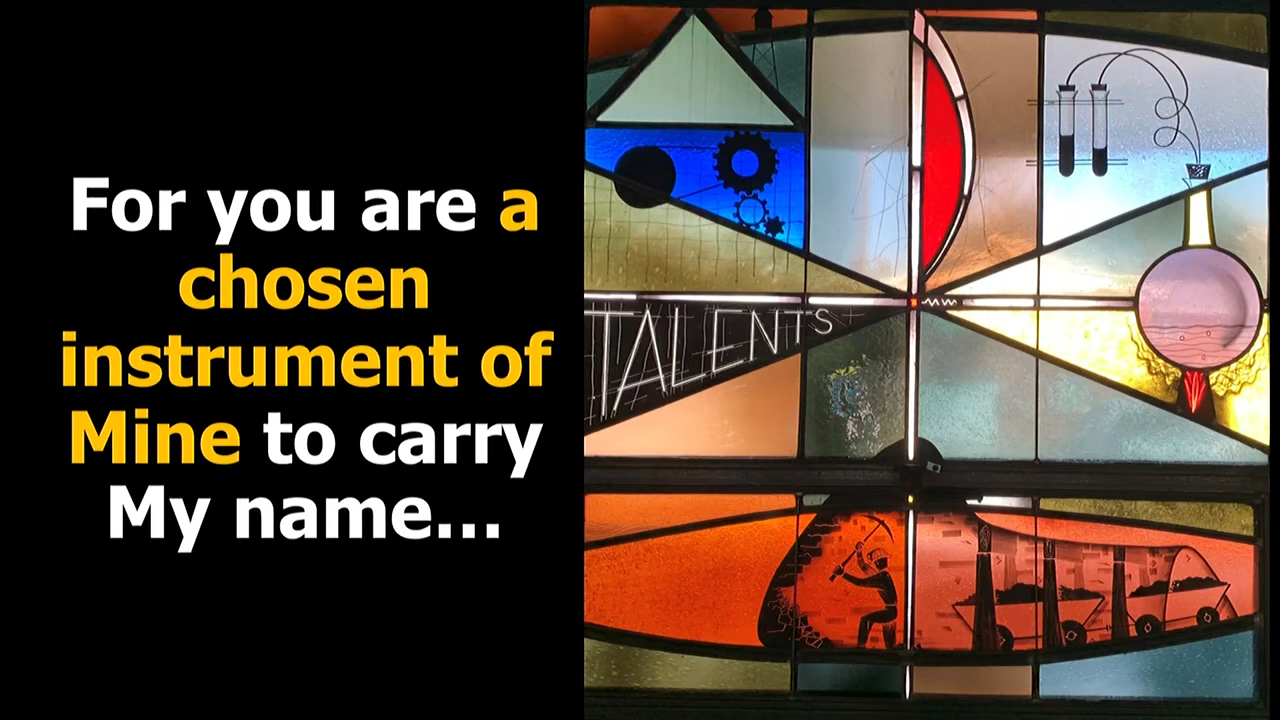 For you are a
chosen
instrument of
Mine to carry
My name...
TALENTS